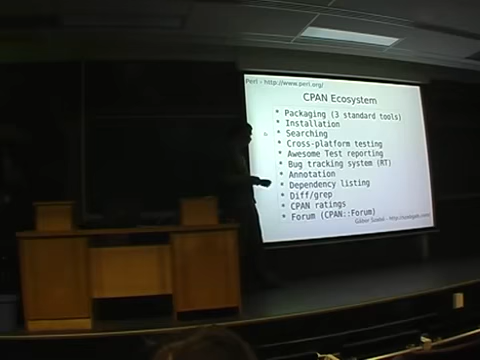 Perl - http://www.perl.org/
CPAN Ecosystem
* Packaging (3 standard tools)
* Installation
* Searching
* Cross-platform testing
* Awesome Test reporting
* Bug tracking system (RT)
* Annotation
* Dependency listing
* Diff/grep
* CPAN ratings
* Forum (CPAN::Forum)
Gábor Szabó - http://szabgab.com/